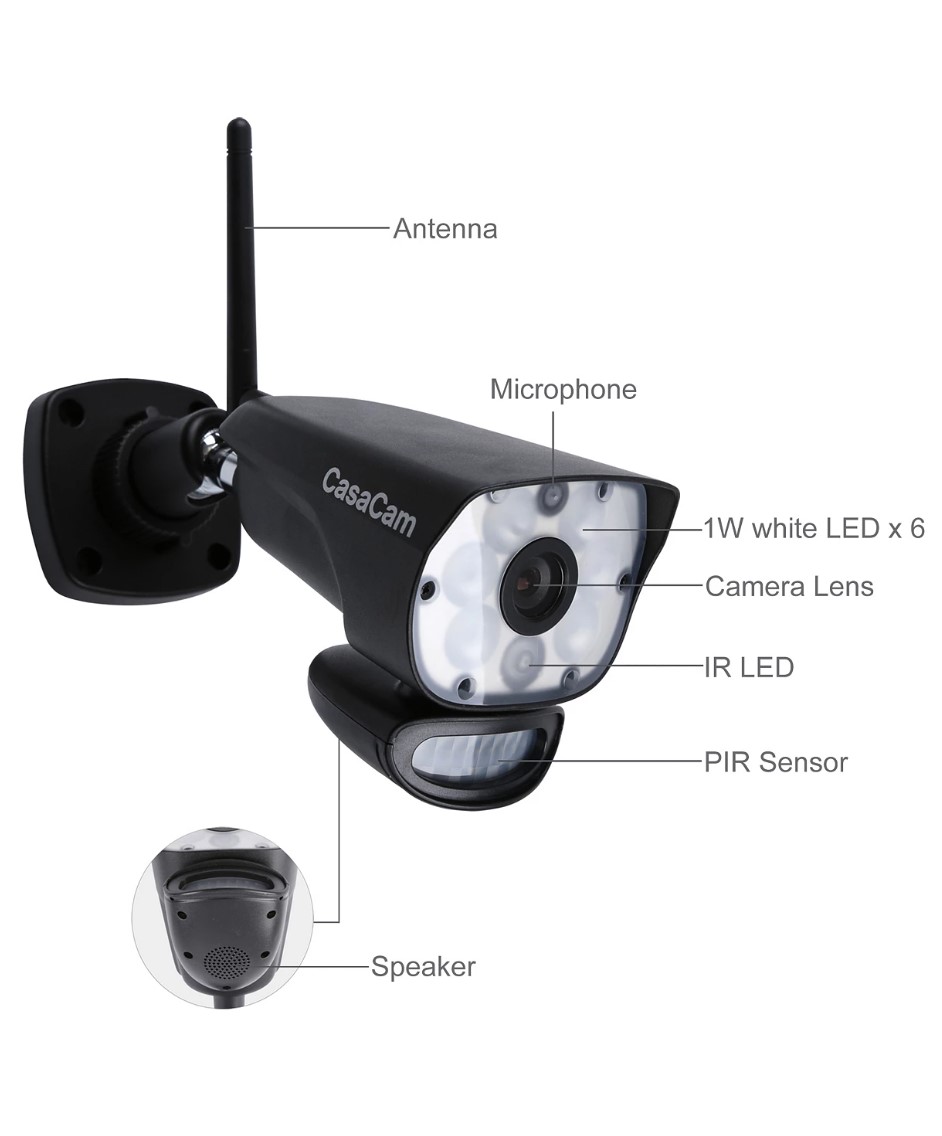 Antenna
Microphone
CasaCam
1W white LED x 6
Camera Lens
IR LED
PIR Sensor
Speaker